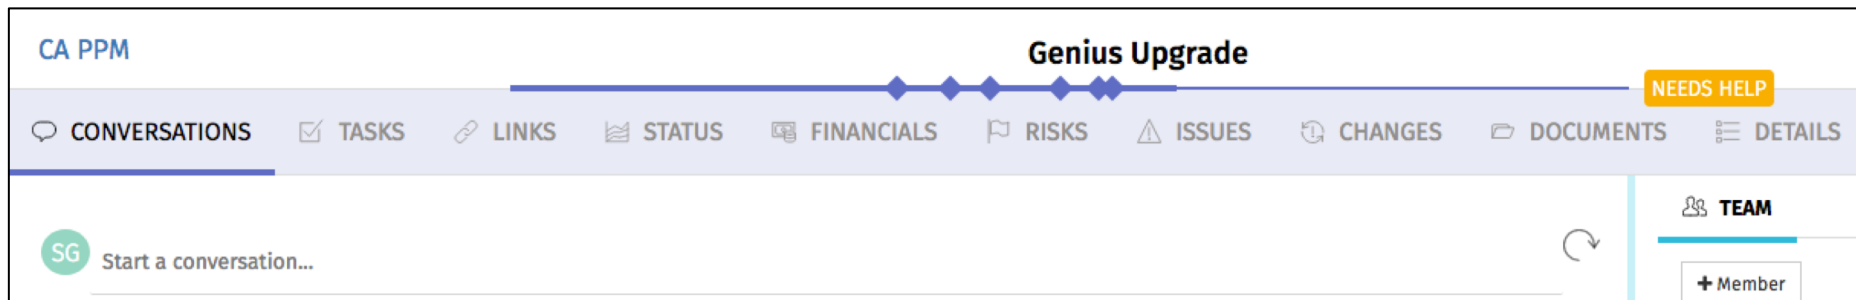 CA PPM
Genius Upgrade
NEEDS HELP
CONVERSATIONS TASKS LINKS STATUS FINANCIALS RISKS ISSUES CHANGES DOCUMENTS DETAILS
TEAM
SG Start a conversation...
+ Member